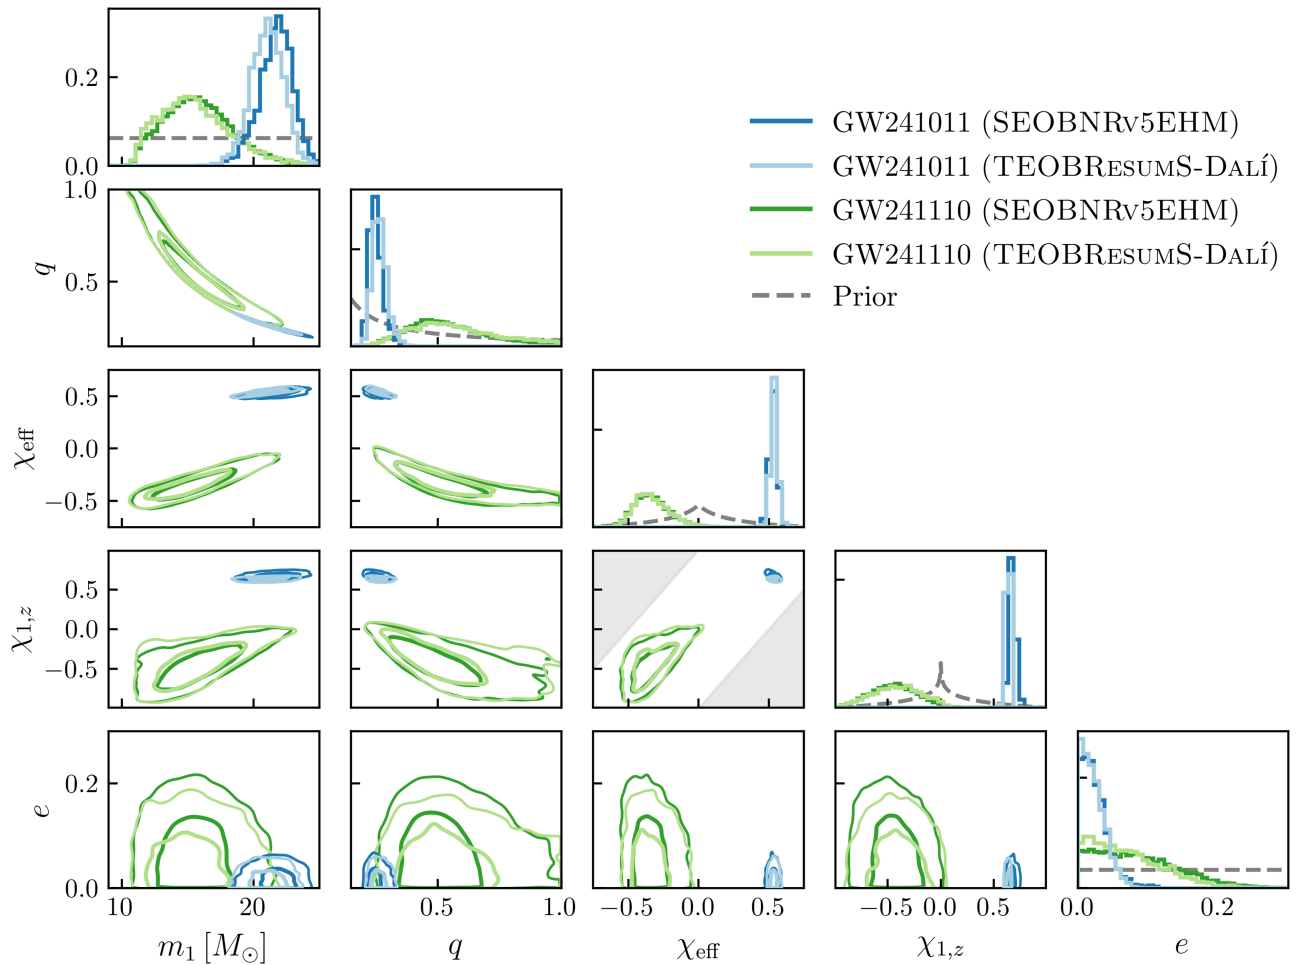 0.2
0.0
GW241011 (SEOBNRv5EHM)
GW241011 (TEOBResumS-Dalí)
GW241110 (SEOBNRv5EHM)
GW241110 (TEOBResumS-Dalí)
Prior
1.0
0.5
q
0.5
0.0
−0.5
χeff
0.5
0.0
−0.5
χ1,z
0.2
0.0
e
10 20 0.5 1.0 −0.5 0.0 0.5 −0.5 0.0 0.5 0.0 0.2
m1 [M⊙] q χeff χ1,z e